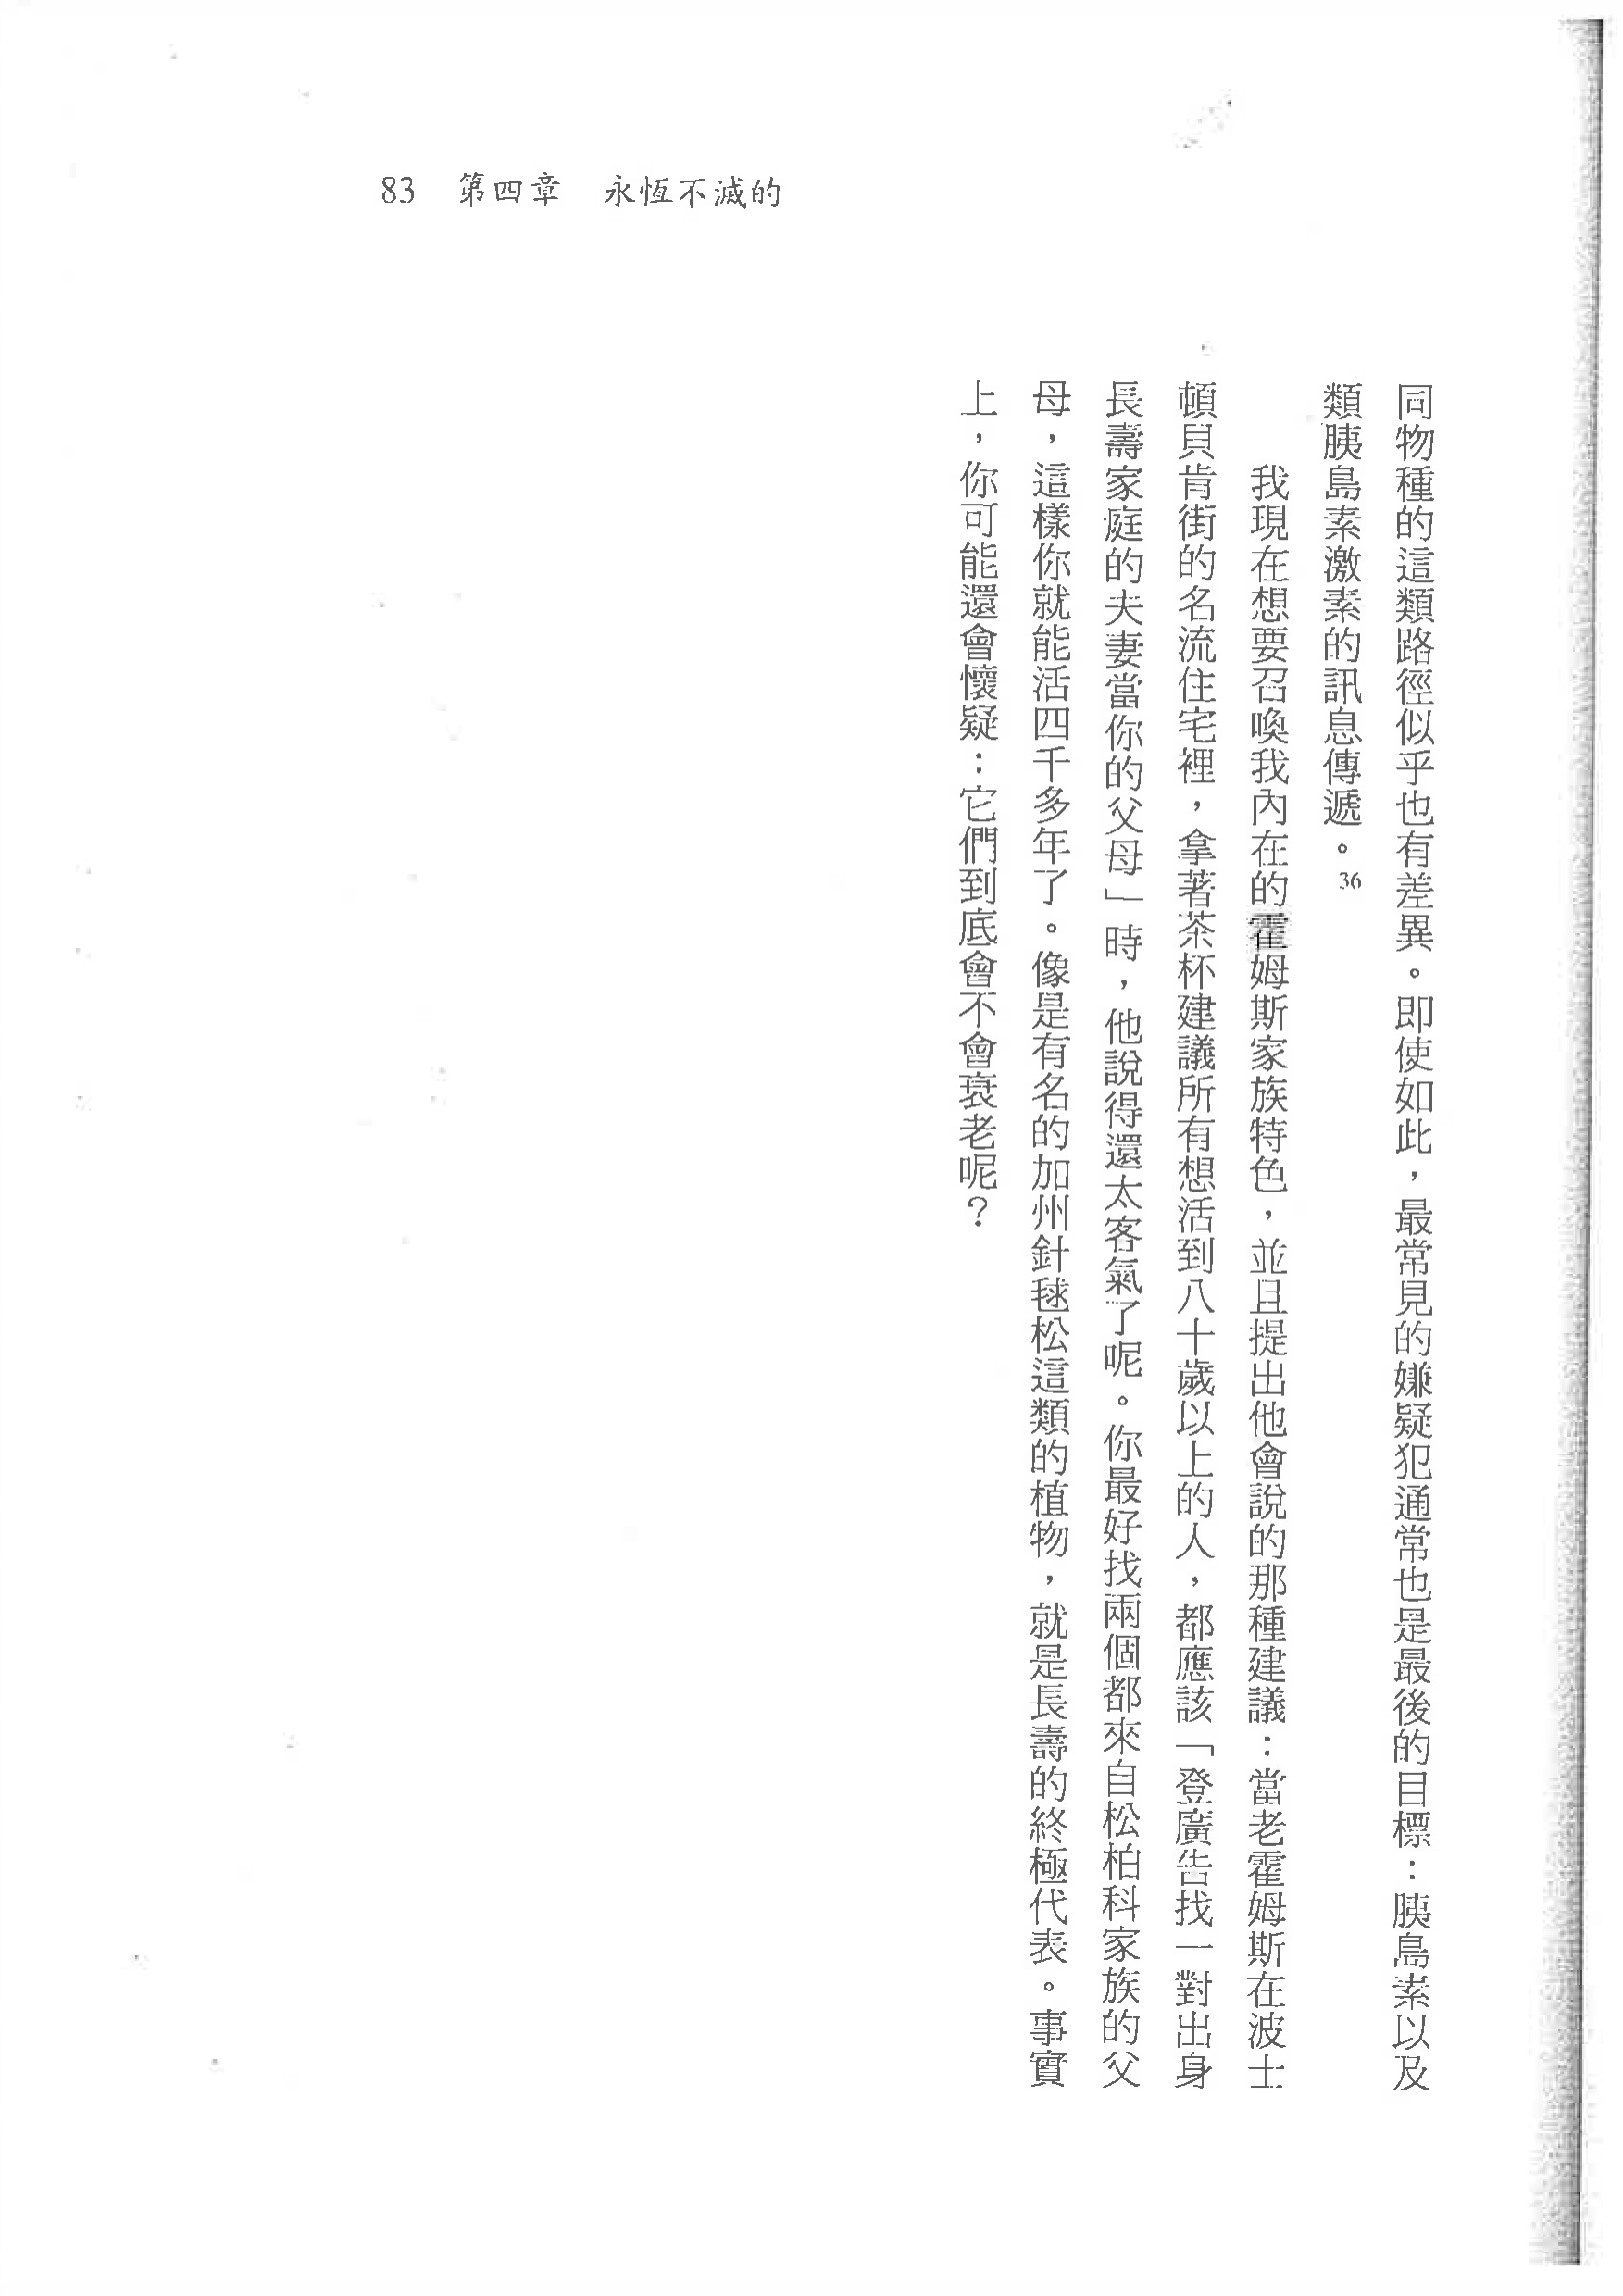 83 第四章 永恆不滅的
同物種的這類路徑似乎也有差異。即使如此，最常見的嫌疑犯通常也是最後的目標：胰島素以及
類胰島素激素的訊息傳遞。36
我現在想要召喚我內在的霍姆斯家族特色，並且提出他會說的那種建議：當老霍姆斯在波士
頓貝肯街的名流住宅裡，拿著茶杯建議所有想活到八十歲以上的人，都應該「登廣告找一對出身
長壽家庭的夫妻當你的父母」時，他說得還太客氣了呢。你最好找兩個都來自松柏科家族的父
母，這樣你就能活四千多年了。像是有名的加州針毬松這類的植物，就是長壽的終極代表。事實
上，你可能還會懷疑：它們到底會不會衰老呢？